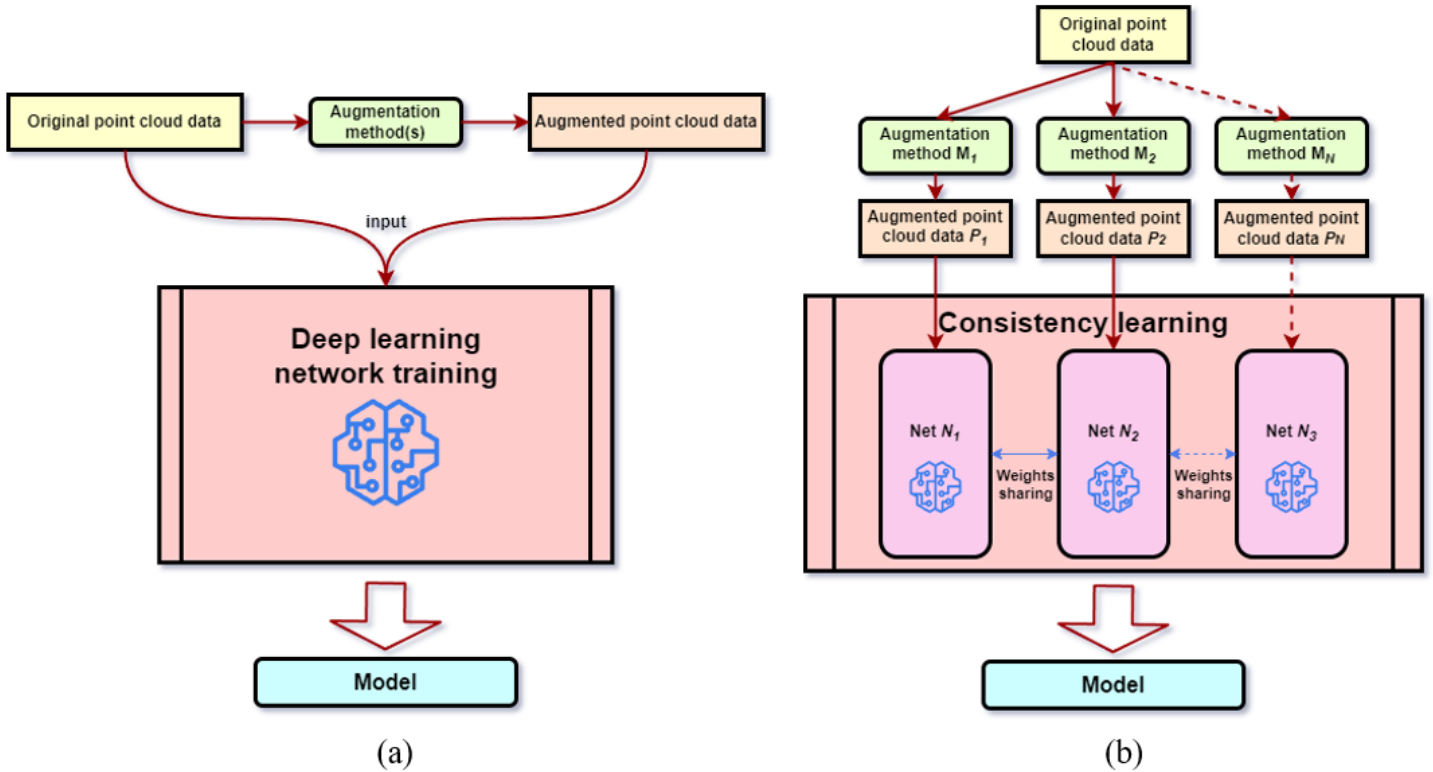 Original point cloud data
Augmentation
method(s)
Augmented point cloud data
input
Deep learning
network training
Model
(a)
Original point
cloud data
Augmentation
method M1
Augmentation
method M2
Augmentation
method MN
Augmented point
cloud data P1
Augmented point
cloud data P2
Augmented point
cloud data PN
Consistency learning
Net N1
Net N2
Net N3
Weights
sharing
Weights
sharing
Model
(b)